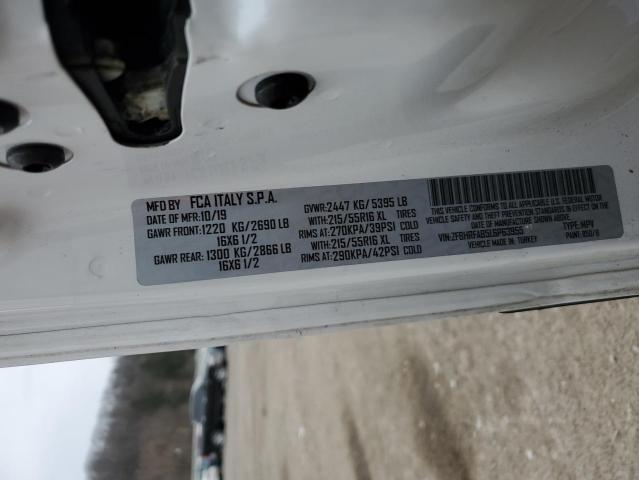 MFD BY FCA ITALY S.P.A.
DATE OF MFR:10/19 GVWR:2447 KG/5395 LB
GAWR FRONT:1220 KG/2690 LB WITH:215/55R16 XL TIRES
16X6 1/2 RIMS AT:270KPA/39PSI COLD
GAWR REAR: 1300 KG/2866 LB WITH:215/55R16 XL TIRES
16X6 1/2 RIMS AT:290KPA/42PSI COLD
THIS VEHICLE CONFORMS TO ALL APPLICABLE
U.S.A. FEDERAL MOTOR VEHICLE SAFETY, BUMPER, AND
THEFT PREVENTION STANDARDS IN EFFECT ON THE
DATE OF MANUFACTURE SHOWN ABOVE.
TYPE: MPV
VEHICLE MADE IN: TURKEY